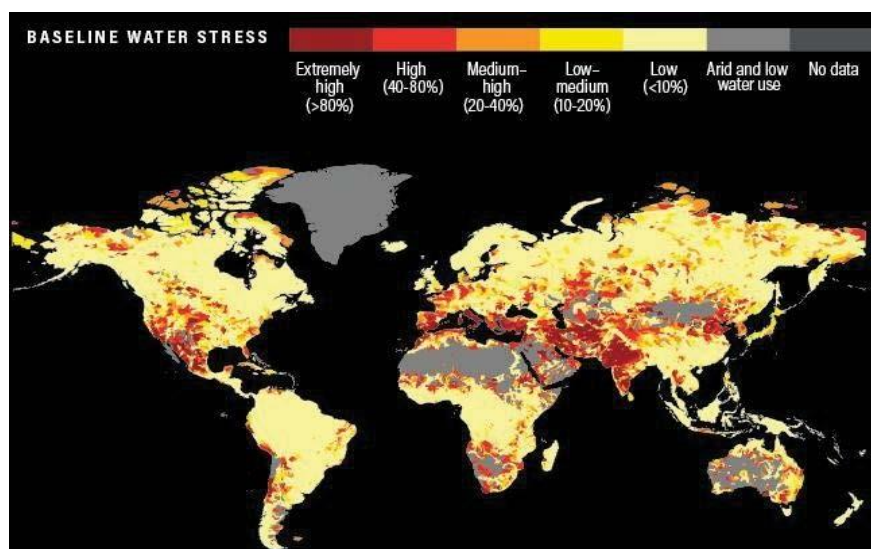 BASELINE WATER STRESS
Extremely
high
(>80%)
High
(40-80%)
Medium–
high
(20-40%)
Low–
medium
(10-20%)
Low
(<10%)
Arid and low
water use
No data